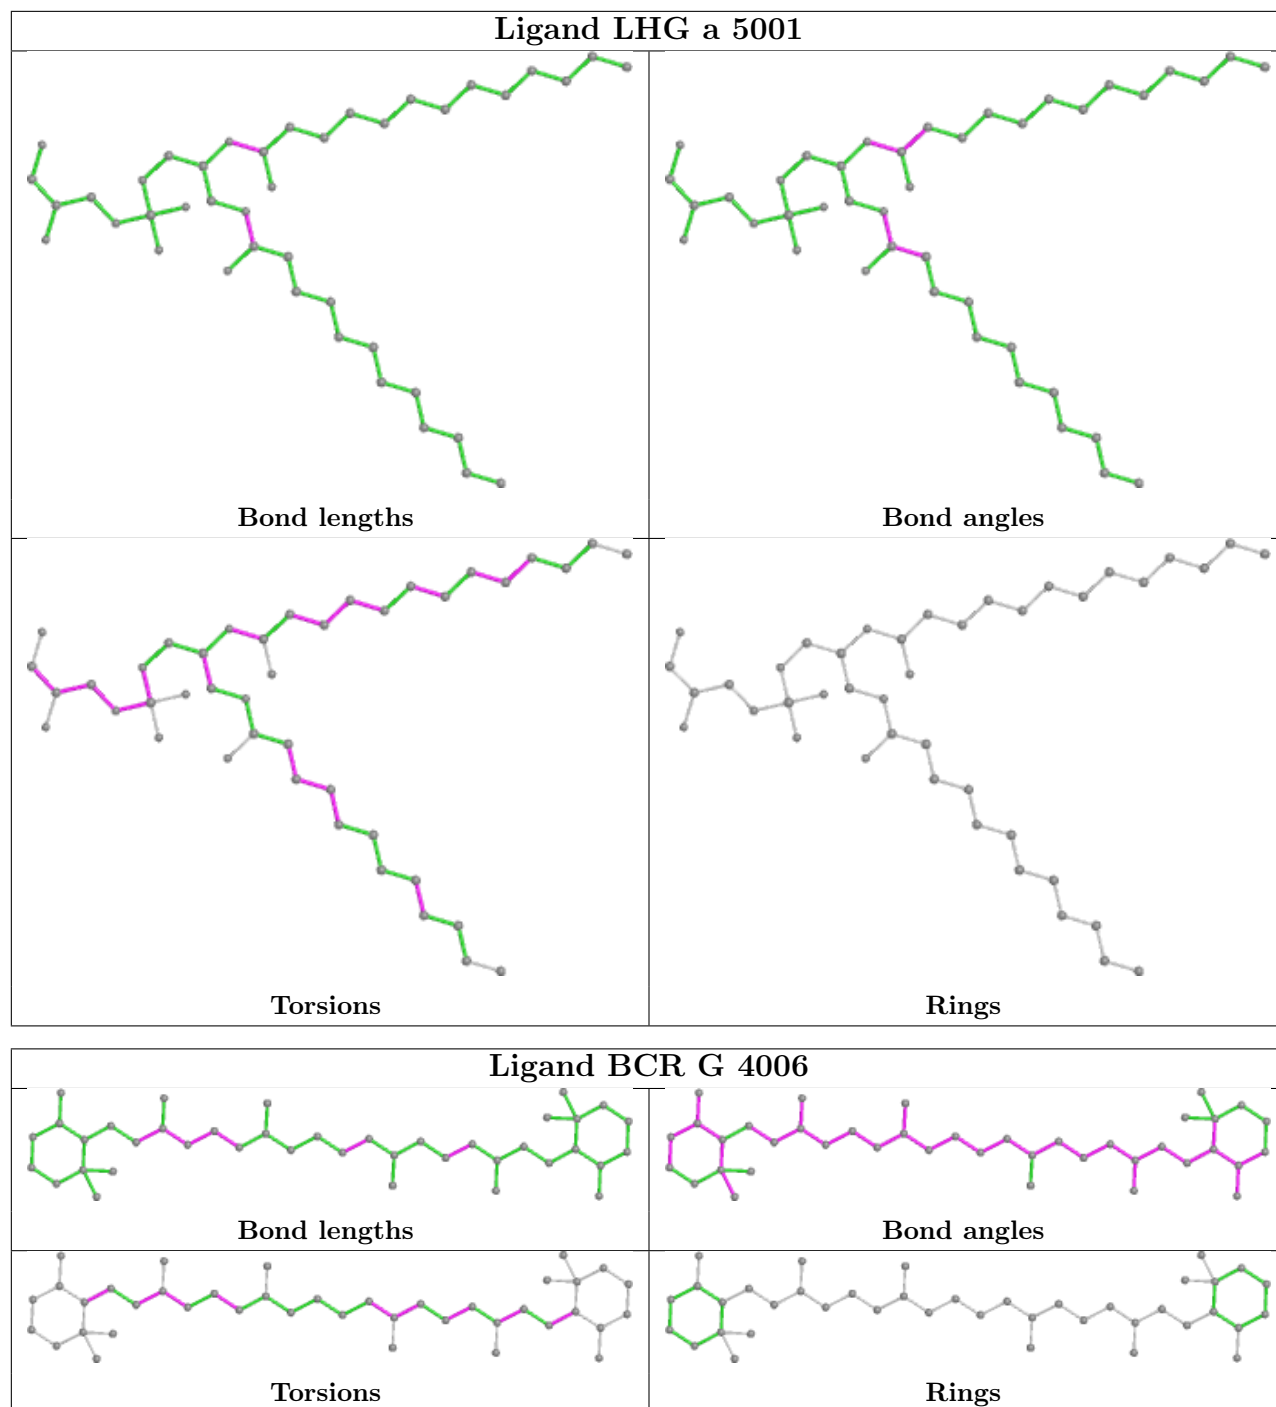 Ligand LHG a 5001
Bond lengths
Bond angles
Torsions
Rings
Ligand BCR G 4006
Bond lengths
Bond angles
Torsions
Rings